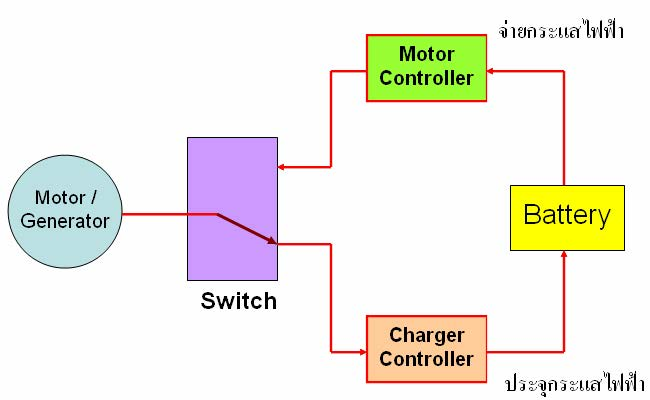 จ่ายกระแสไฟฟ้า
Motor
Controller
Motor /
Generator
Battery
Switch
Charger
Controller
ประจุกระแสไฟฟ้า